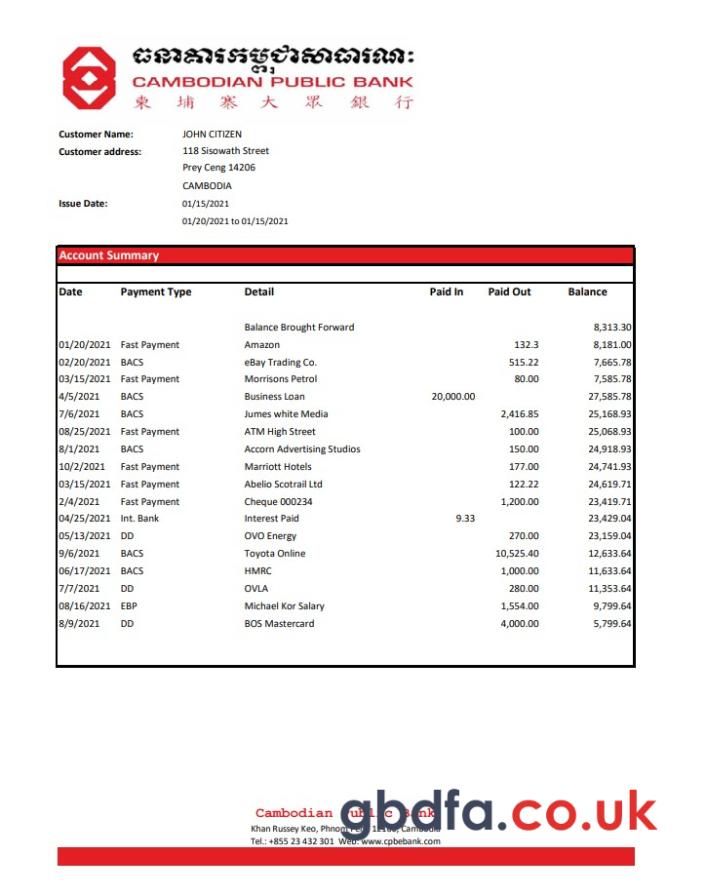 ធនាគារកម្ពុជាសាធារណៈ
CAMBODIAN PUBLIC BANK
柬 埔 寨 大 眾 銀 行
Customer Name: JOHN CITIZEN
Customer address: 118 Sisowath Street
Prey Ceng 14206
CAMBODIA
Issue Date: 01/15/2021
01/20/2021 to 01/15/2021
Account Summary
Date Payment Type Detail Paid In Paid Out Balance
Balance Brought Forward 8,313.30
01/20/2021 Fast Payment Amazon 132.3 8,181.00
02/20/2021 BACS eBay Trading Co. 515.22 7,665.78
03/15/2021 Fast Payment Morrisons Petrol 80.00 7,585.78
4/5/2021 BACS Business Loan 20,000.00 27,585.78
7/6/2021 BACS Jumes white Media 2,416.85 25,168.93
08/25/2021 Fast Payment ATM High Street 100.00 25,068.93
8/1/2021 BACS Accorn Advertising Studios 150.00 24,918.93
10/2/2021 Fast Payment Marriott Hotels 177.00 24,741.93
03/15/2021 Fast Payment Abelio Scotrail Ltd 122.22 24,619.71
2/4/2021 Fast Payment Cheque 000234 1,200.00 23,419.71
04/25/2021 Int. Bank Interest Paid 9.33 23,429.04
05/13/2021 DD OVO Energy 270.00 23,159.04
9/6/2021 BACS Toyota Online 10,525.40 12,633.64
06/17/2021 BACS HMRC 1,000.00 11,633.64
7/7/2021 DD OVLA 280.00 11,353.64
08/16/2021 EBP Michael Kor Salary 1,554.00 9,799.64
8/9/2021 DD BOS Mastercard 4,000.00 5,799.64
gbdfa.co.uk
Cambodian Public Bank
Khan Russey Keo, Phnom
Tel.: +855 23 432 301 Web: www.cpbebank.com